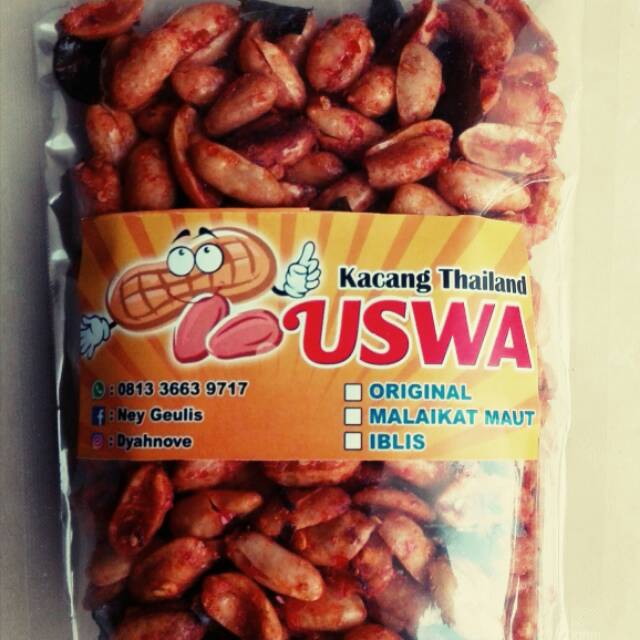 Kacang Thailand
USWA
: 0813 3663 9717
: Ney Geulis
: Dyahnove
ORIGINAL
MALAIKAT MAUT
IBLIS